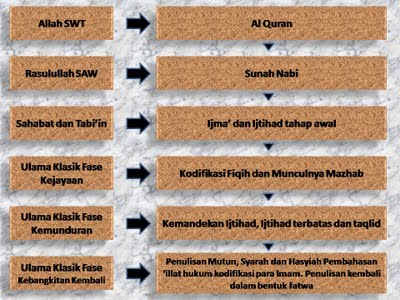 Allah SWT
Al Quran
Rasulullah SAW
Sunah Nabi
Sahabat dan Tabi'in
Ijma' dan Ijtihad tahap awal
Ulama Klasik Fase
Kejayaan
Kodifikasi Fiqih dan Munculnya Mazhab
Ulama Klasik Fase
Kemunduran
Kemandekan Ijtihad, Ijtihad terbatas dan taqlid
Ulama Klasik Fase
Kebangkitan Kembali
Penulisan Mutun, Syarah dan Hasyiah Pembahasan
'illat hukum kodifikasi para Imam. Penulisan kembali
dalam bentuk fatwa